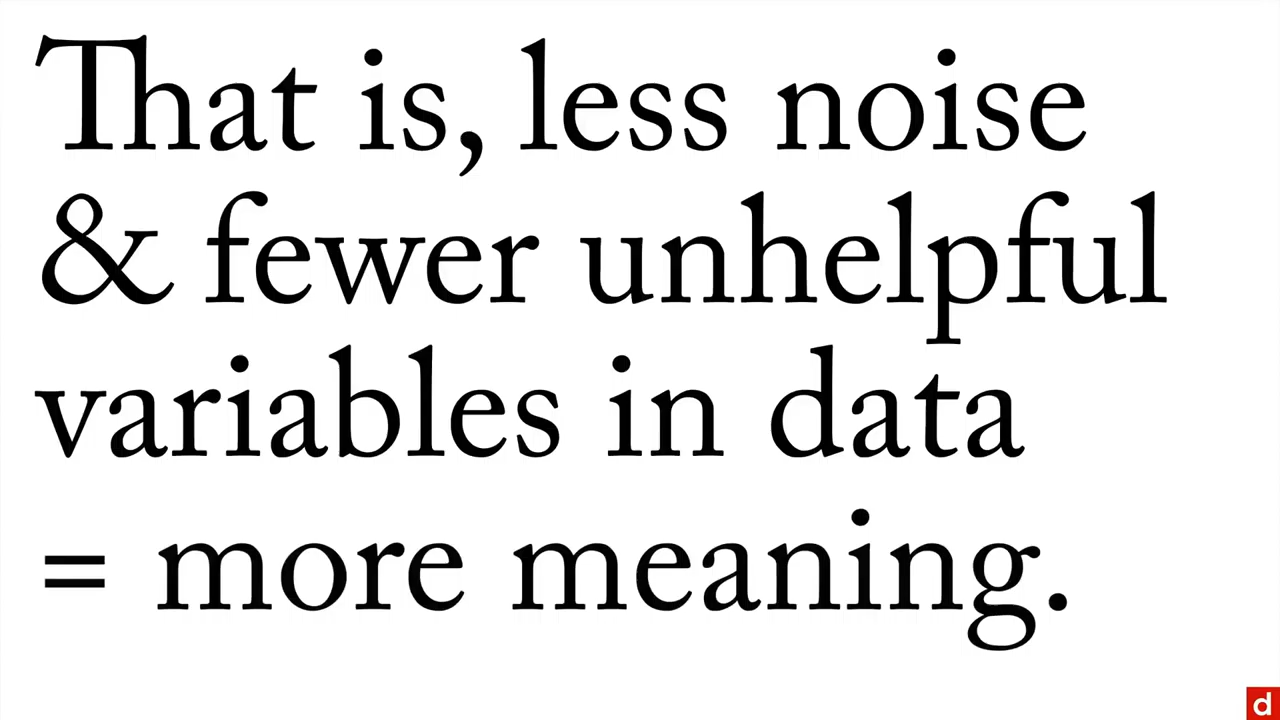 That is, less noise
& fewer unhelpful
variables in data
= more meaning.
d